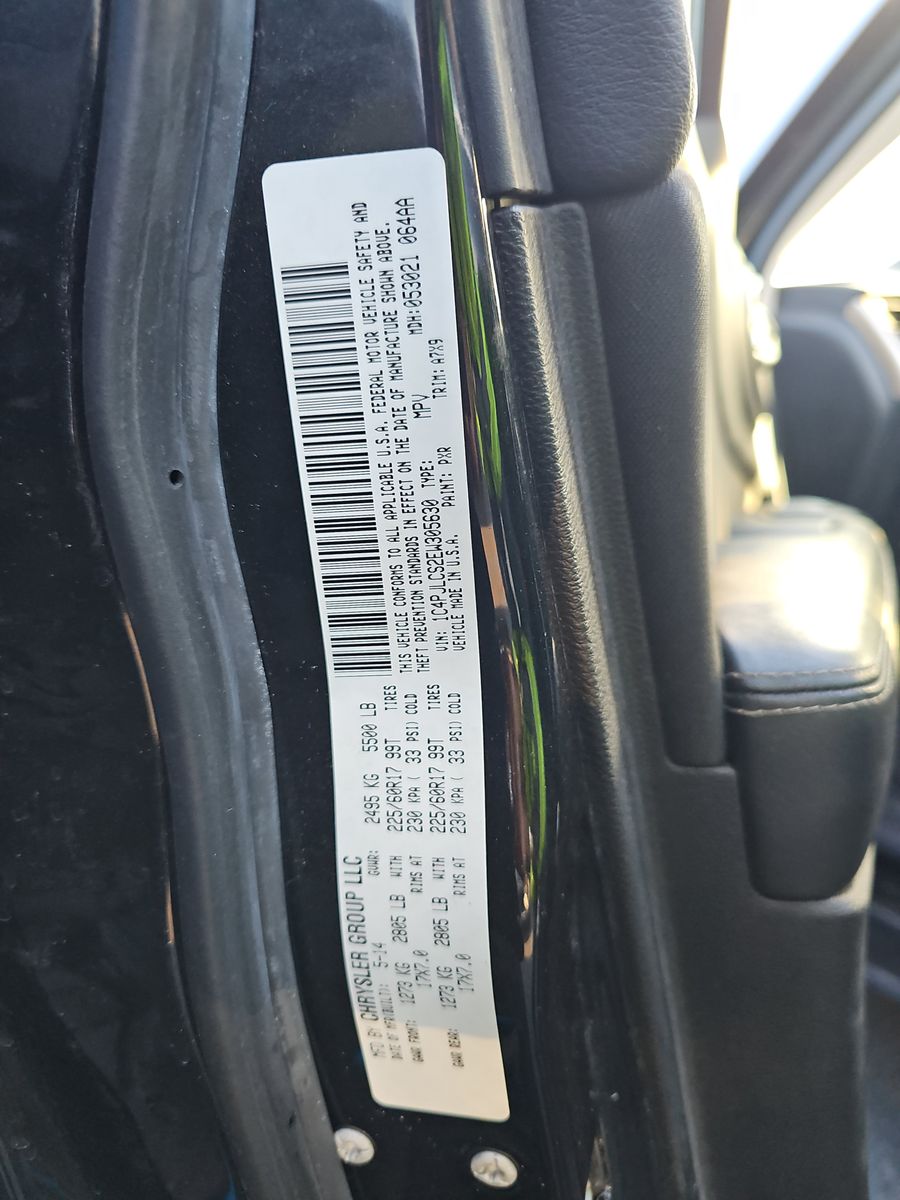 MFD BY CHRYSLER GROUP LLC
DATE OF MFR(BUILT): 5-14 GVWR: 2495 KG 5500 LB
GAWR FRONT: 1273 KG 2805 LB WITH 225/60R17 99T TIRES
17X7.0 RIMS AT 230 KPA ( 33 PSI) COLD
GAWR REAR: 1273 KG 2805 LB WITH 225/60R17 99T TIRES
17X7.0 RIMS AT 230 KPA ( 33 PSI) COLD
THIS VEHICLE CONFORMS TO ALL APPLICABLE U.S.A. FEDERAL MOTOR VEHICLE SAFETY AND
THEFT PREVENTION STANDARDS IN EFFECT ON THE DATE OF MANUFACTURE SHOWN ABOVE.
VIN: 1C4PJLCS2EW305630 TYPE: MPV MDH:053021 064AA
VEHICLE MADE IN U.S.A. PAINT: PXR TRIM: A7X9